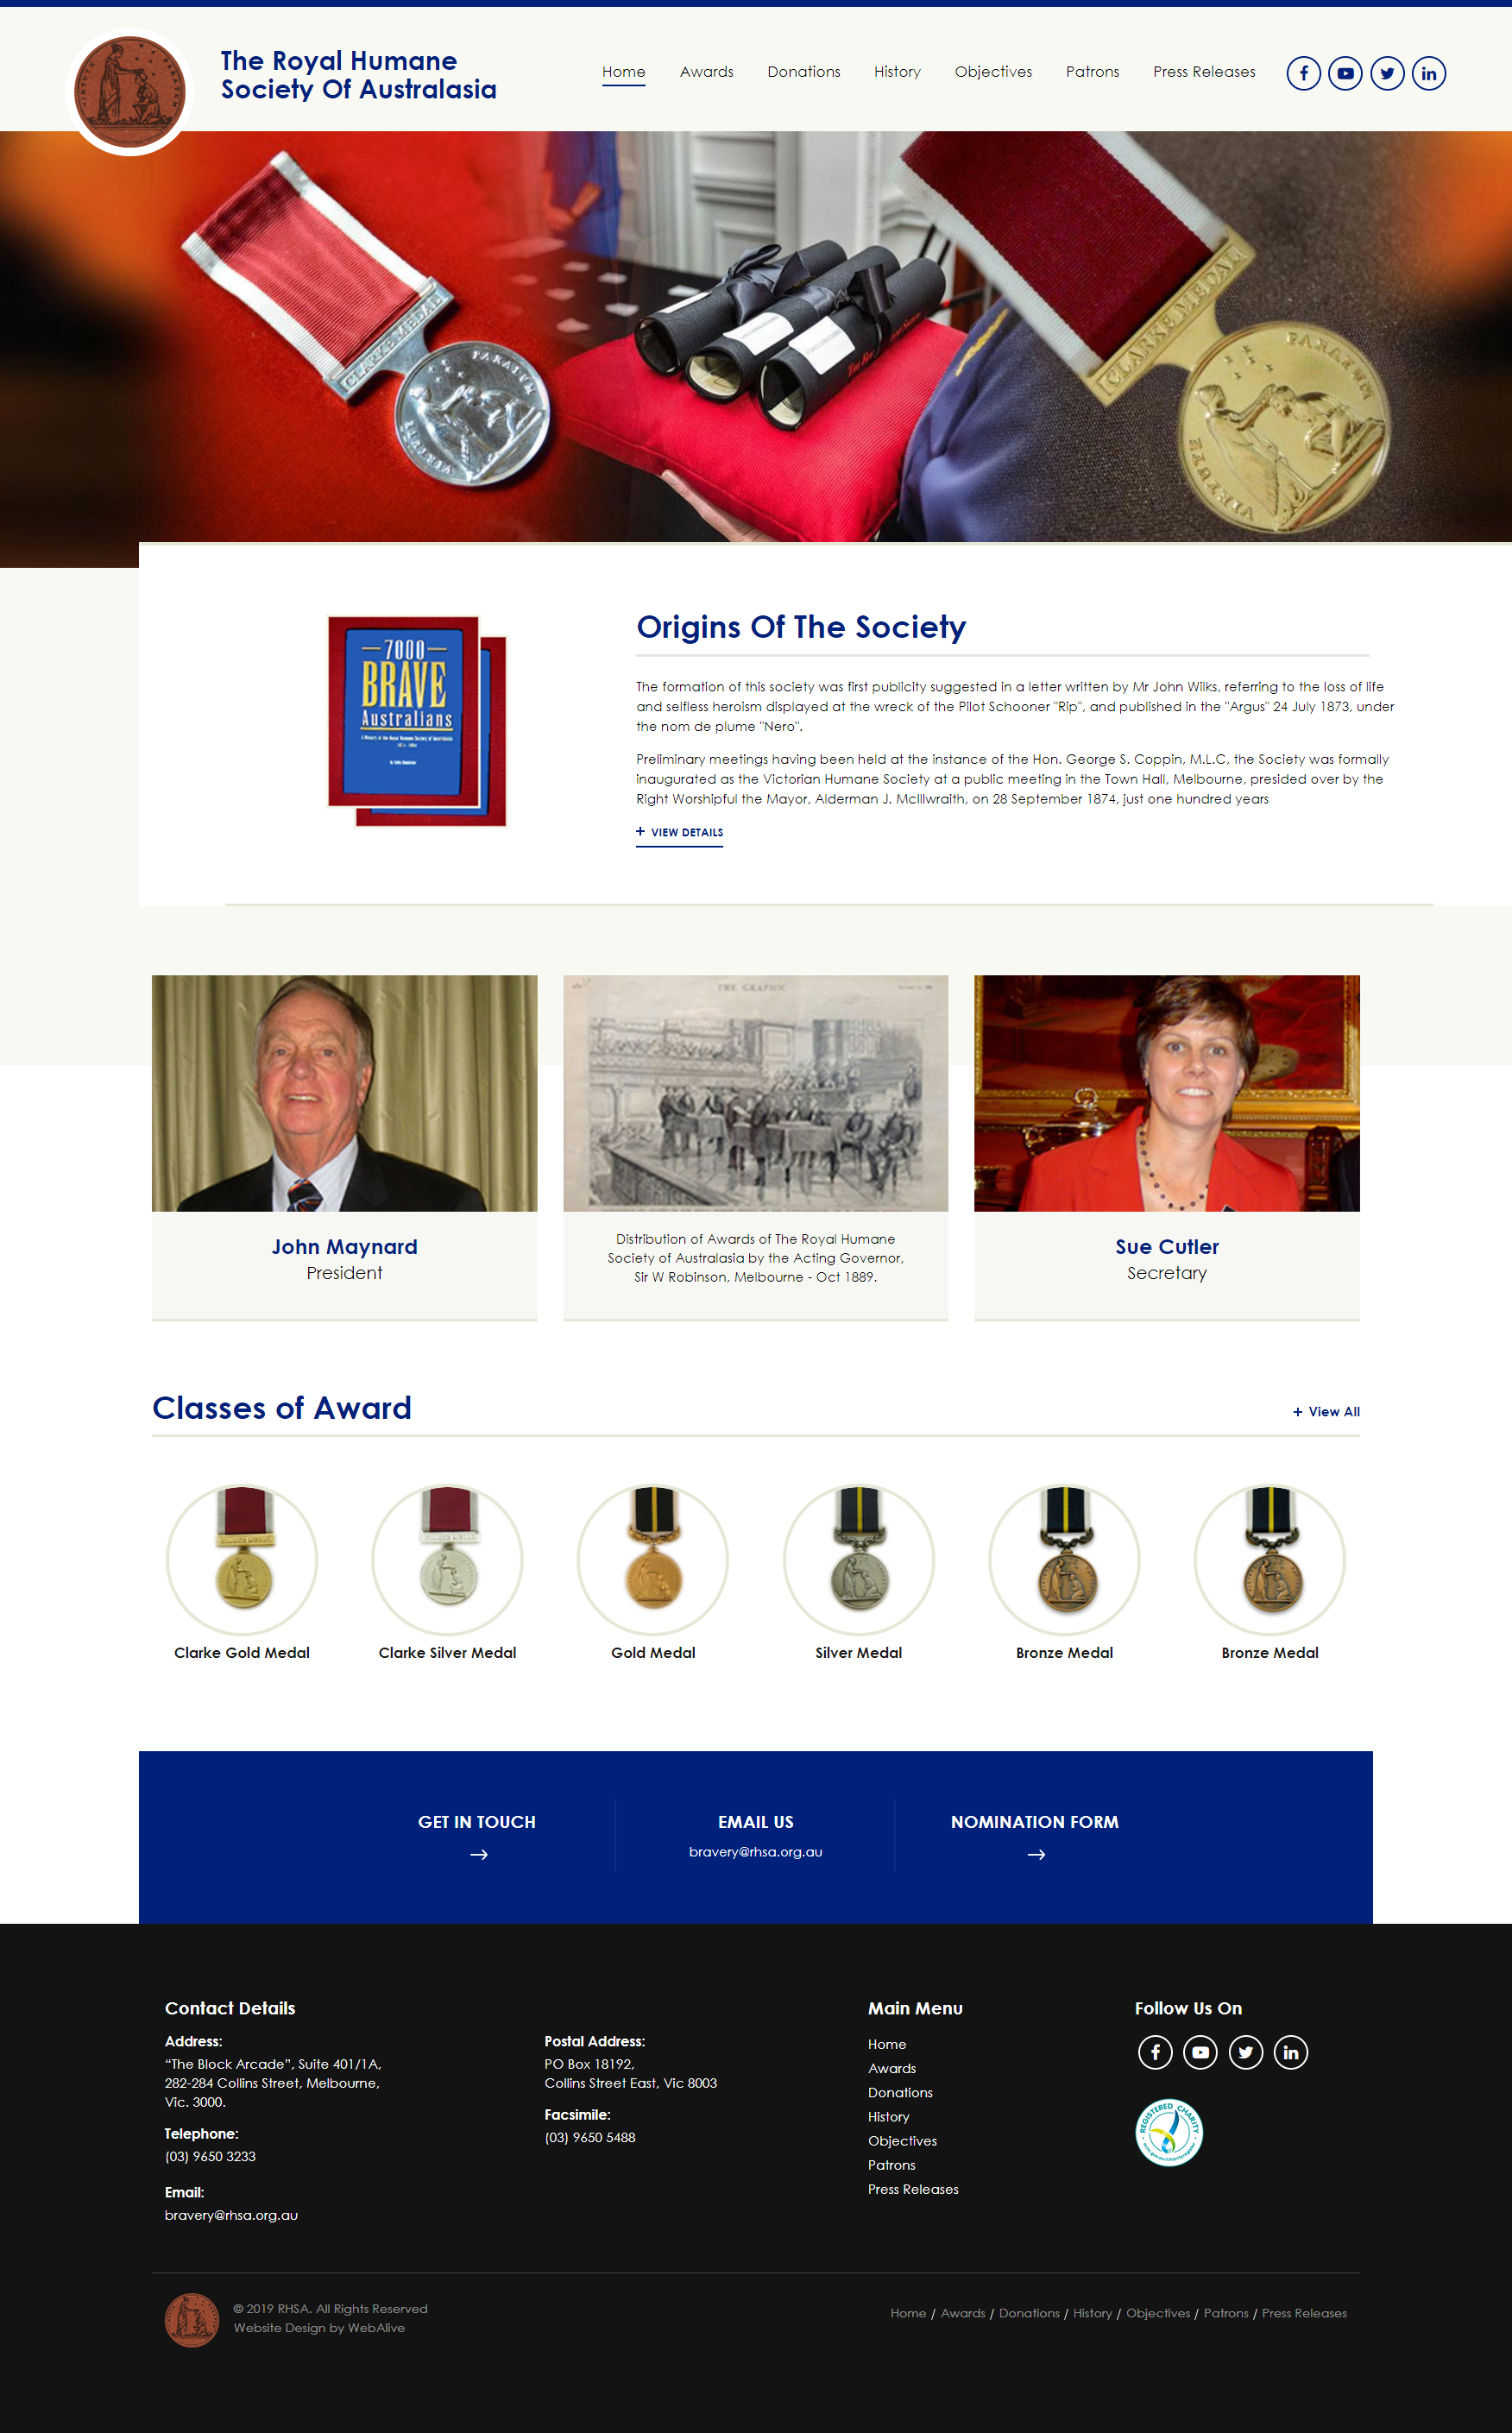 The Royal Humane
Society Of Australasia
Home Awards Donations History Objectives Patrons Press Releases
CLARKE MEDAL
PARATUM
VIRTUTE
CLARKE MEDAL
PARATUM
VIRTUTE
7000
BRAVE
Australians
Origins Of The Society
The formation of this society was first publicity suggested in a letter written by Mr John Wilks, referring to the loss of life
and selfless heroism displayed at the wreck of the Pilot Schooner "Rip", and published in the "Argus" 24 July 1873, under
the nom de plume "Nero".
Preliminary meetings having been held at the instance of the Hon. George S. Coppin, M.L.C, the Society was formally
inaugurated as the Victorian Humane Society at a public meeting in the Town Hall, Melbourne, presided over by the
Right Worshipful the Mayor, Alderman J. McIllwraith, on 28 September 1874, just one hundred years
+ VIEW DETAILS
THE GRAPHIC
John Maynard
President
Distribution of Awards of The Royal Humane
Society of Australasia by the Acting Governor,
Sir W Robinson, Melbourne - Oct 1889.
Sue Cutler
Secretary
Classes of Award
+ View All
Clarke Gold Medal
Clarke Silver Medal
Gold Medal
Silver Medal
Bronze Medal
Bronze Medal
GET IN TOUCH
→
EMAIL US
bravery@rhsa.org.au
NOMINATION FORM
→
Contact Details
Address:
“The Block Arcade”, Suite 401/1A,
282-284 Collins Street, Melbourne,
Vic. 3000.
Telephone:
(03) 9650 3233
Email:
bravery@rhsa.org.au
Postal Address:
PO Box 18192,
Collins Street East, Vic 8003
Facsimile:
(03) 9650 5488
Main Menu
Home
Awards
Donations
History
Objectives
Patrons
Press Releases
Follow Us On
REGISTERED CHARITY
© 2019 RHSA. All Rights Reserved
Website Design by WebAlive
Home / Awards / Donations / History / Objectives / Patrons / Press Releases